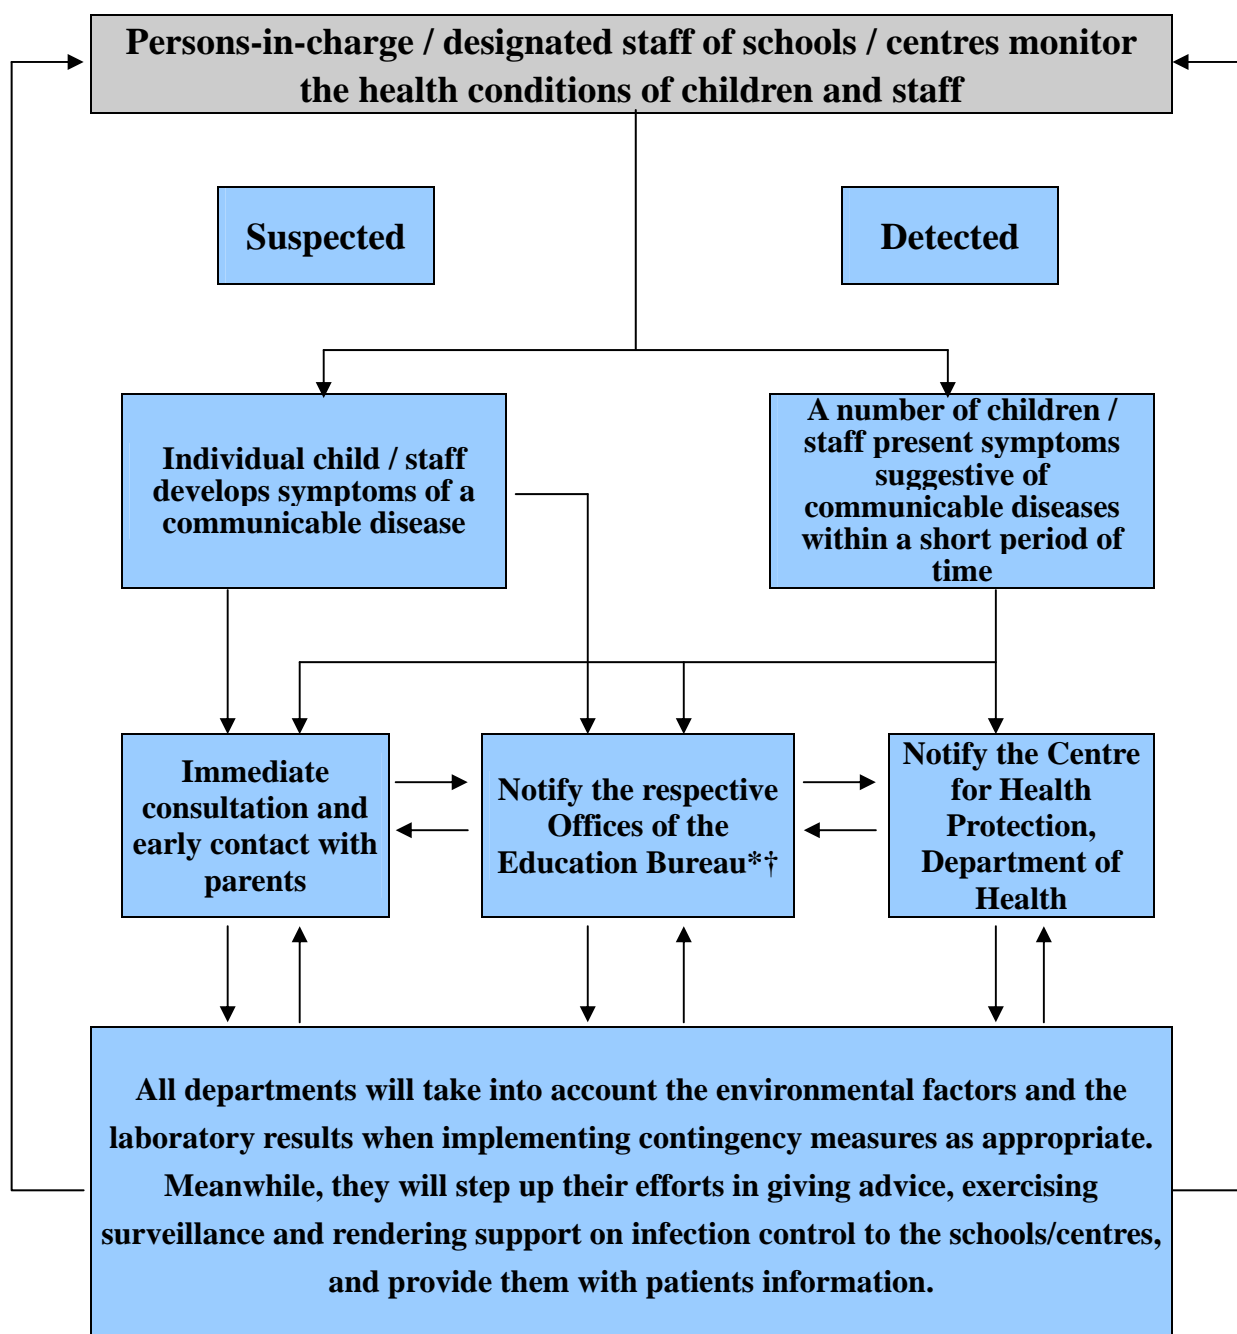 Persons-in-charge / designated staff of schools / centres monitor
the health conditions of children and staff
Suspected
Detected
Individual child / staff
develops symptoms of a
communicable disease
A number of children /
staff present symptoms
suggestive of
communicable diseases
within a short period of
time
Immediate
consultation and
early contact with
parents
Notify the respective
Offices of the
Education Bureau*†
Notify the Centre
for Health
Protection,
Department of
Health
All departments will take into account the environmental factors and the
laboratory results when implementing contingency measures as appropriate.
Meanwhile, they will step up their efforts in giving advice, exercising
surveillance and rendering support on infection control to the schools/centres,
and provide them with patients information.